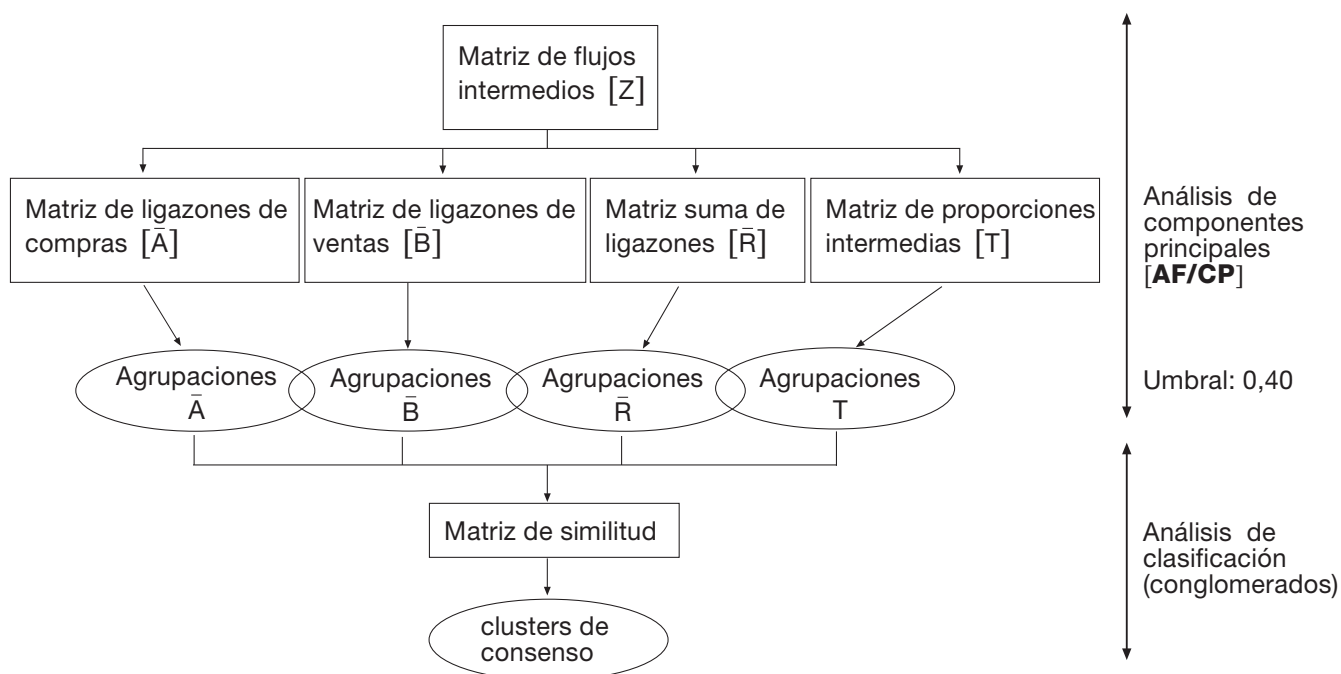 Matriz de flujos
intermedios [Z]
Matriz de ligazones de
compras [Ā]
Matriz de ligazones de
ventas [B̄]
Matriz suma de
ligazones [R̄]
Matriz de proporciones
intermedias [T]
Análisis de
componentes
principales
[AF/CP]
Agrupaciones
Ā
Agrupaciones
B̄
Agrupaciones
R̄
Agrupaciones
T
Umbral: 0,40
Matriz de similitud
Análisis de
clasificación
(conglomerados)
clusters de
consenso